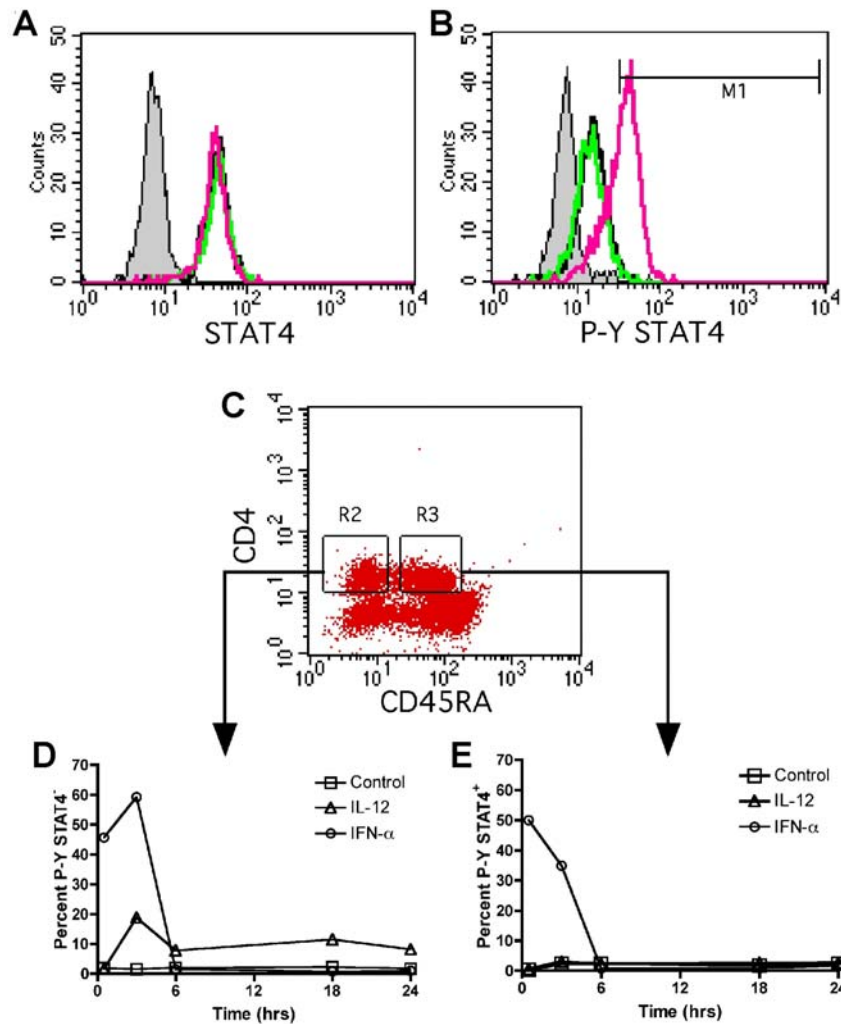 A
50
40
30
20
10
0
Counts
10^0 10^1 10^2 10^3 10^4
STAT4
B
50
40
30
20
10
0
Counts
M1
10^0 10^1 10^2 10^3 10^4
P-Y STAT4
C
10^4
10^3
10^2
10^1
10^0
CD4
R2 R3
10^0 10^1 10^2 10^3 10^4
CD45RA
D
70
60
50
40
30
20
10
0
Percent P-Y STAT4-
Control
IL-12
IFN-α
0 6 12 18 24
Time (hrs)
E
70
60
50
40
30
20
10
0
Percent P-Y STAT4+
Control
IL-12
IFN-α
0 6 12 18 24
Time (hrs)